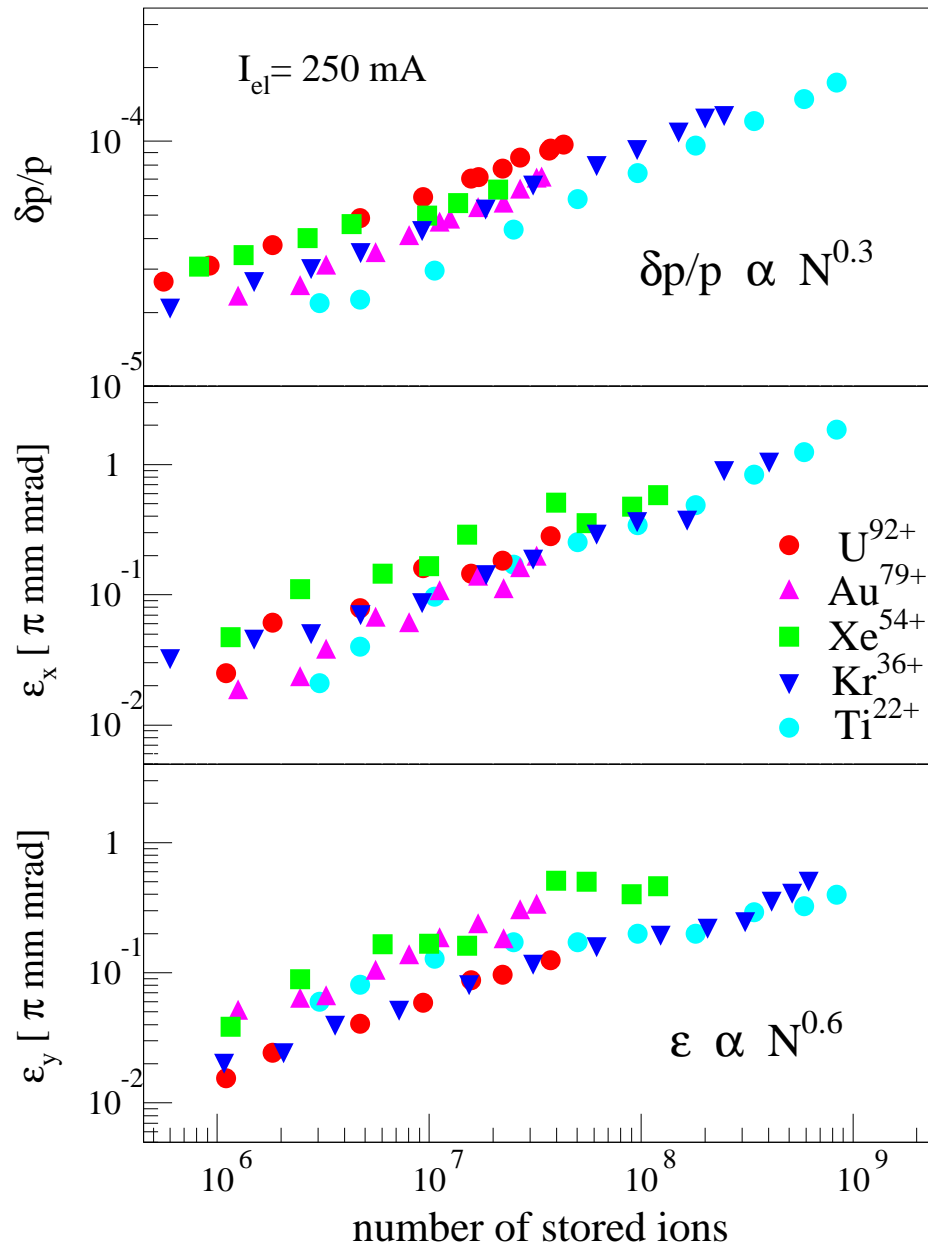 I_el= 250 mA
10^-4
δp/p
δp/p α N^0.3
10^-5
1
10^-1
10^-2
ε_x [ π mm mrad]
U^92+
Au^79+
Xe^54+
Kr^36+
Ti^22+
1
10^-1
10^-2
ε_y [ π mm mrad]
ε α N^0.6
10^6 10^7 10^8 10^9
number of stored ions